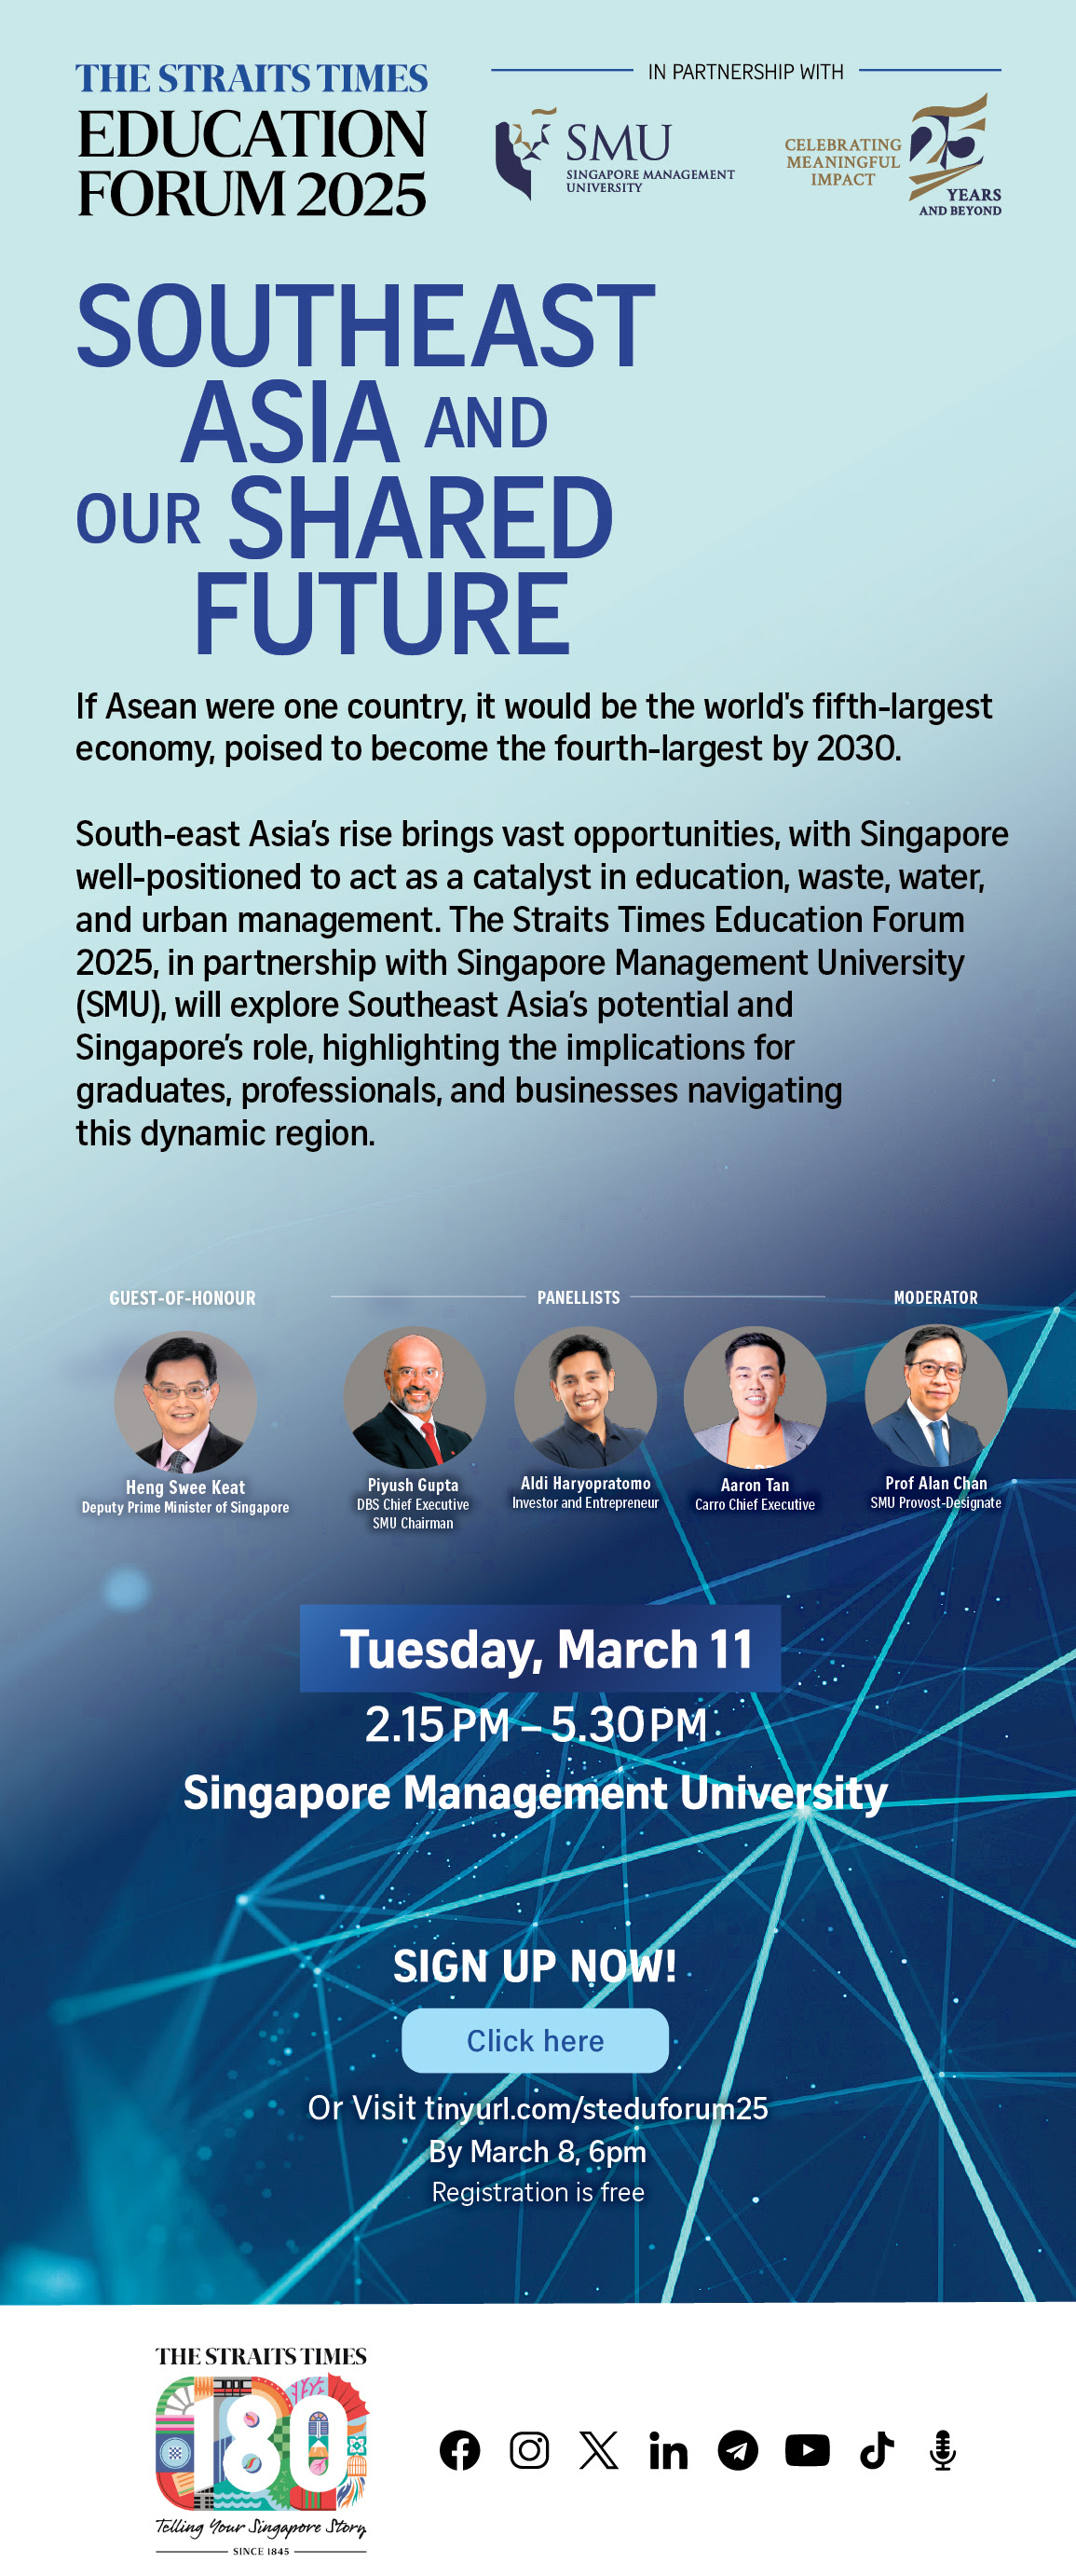 THE STRAITS TIMES
EDUCATION
FORUM 2025
IN PARTNERSHIP WITH
SMU
SINGAPORE MANAGEMENT
UNIVERSITY
CELEBRATING
MEANINGFUL
IMPACT
25
YEARS
AND BEYOND
SOUTHEAST
ASIA AND
OUR SHARED
FUTURE
If Asean were one country, it would be the world's fifth-largest
economy, poised to become the fourth-largest by 2030.
South-east Asia's rise brings vast opportunities, with Singapore
well-positioned to act as a catalyst in education, waste, water,
and urban management. The Straits Times Education Forum
2025, in partnership with Singapore Management University
(SMU), will explore Southeast Asia's potential and
Singapore's role, highlighting the implications for
graduates, professionals, and businesses navigating
this dynamic region.
GUEST-OF-HONOUR
Heng Swee Keat
Deputy Prime Minister of Singapore
PANELLISTS
Piyush Gupta
DBS Chief Executive
SMU Chairman
Aldi Haryopratomo
Investor and Entrepreneur
Aaron Tan
Carro Chief Executive
MODERATOR
Prof Alan Chan
SMU Provost-Designate
Tuesday, March 11
2.15 PM – 5.30 PM
Singapore Management University
SIGN UP NOW!
Click here
Or Visit tinyurl.com/steduforum25
By March 8, 6pm
Registration is free
THE STRAITS TIMES
180
Telling Your Singapore Story
SINCE 1845